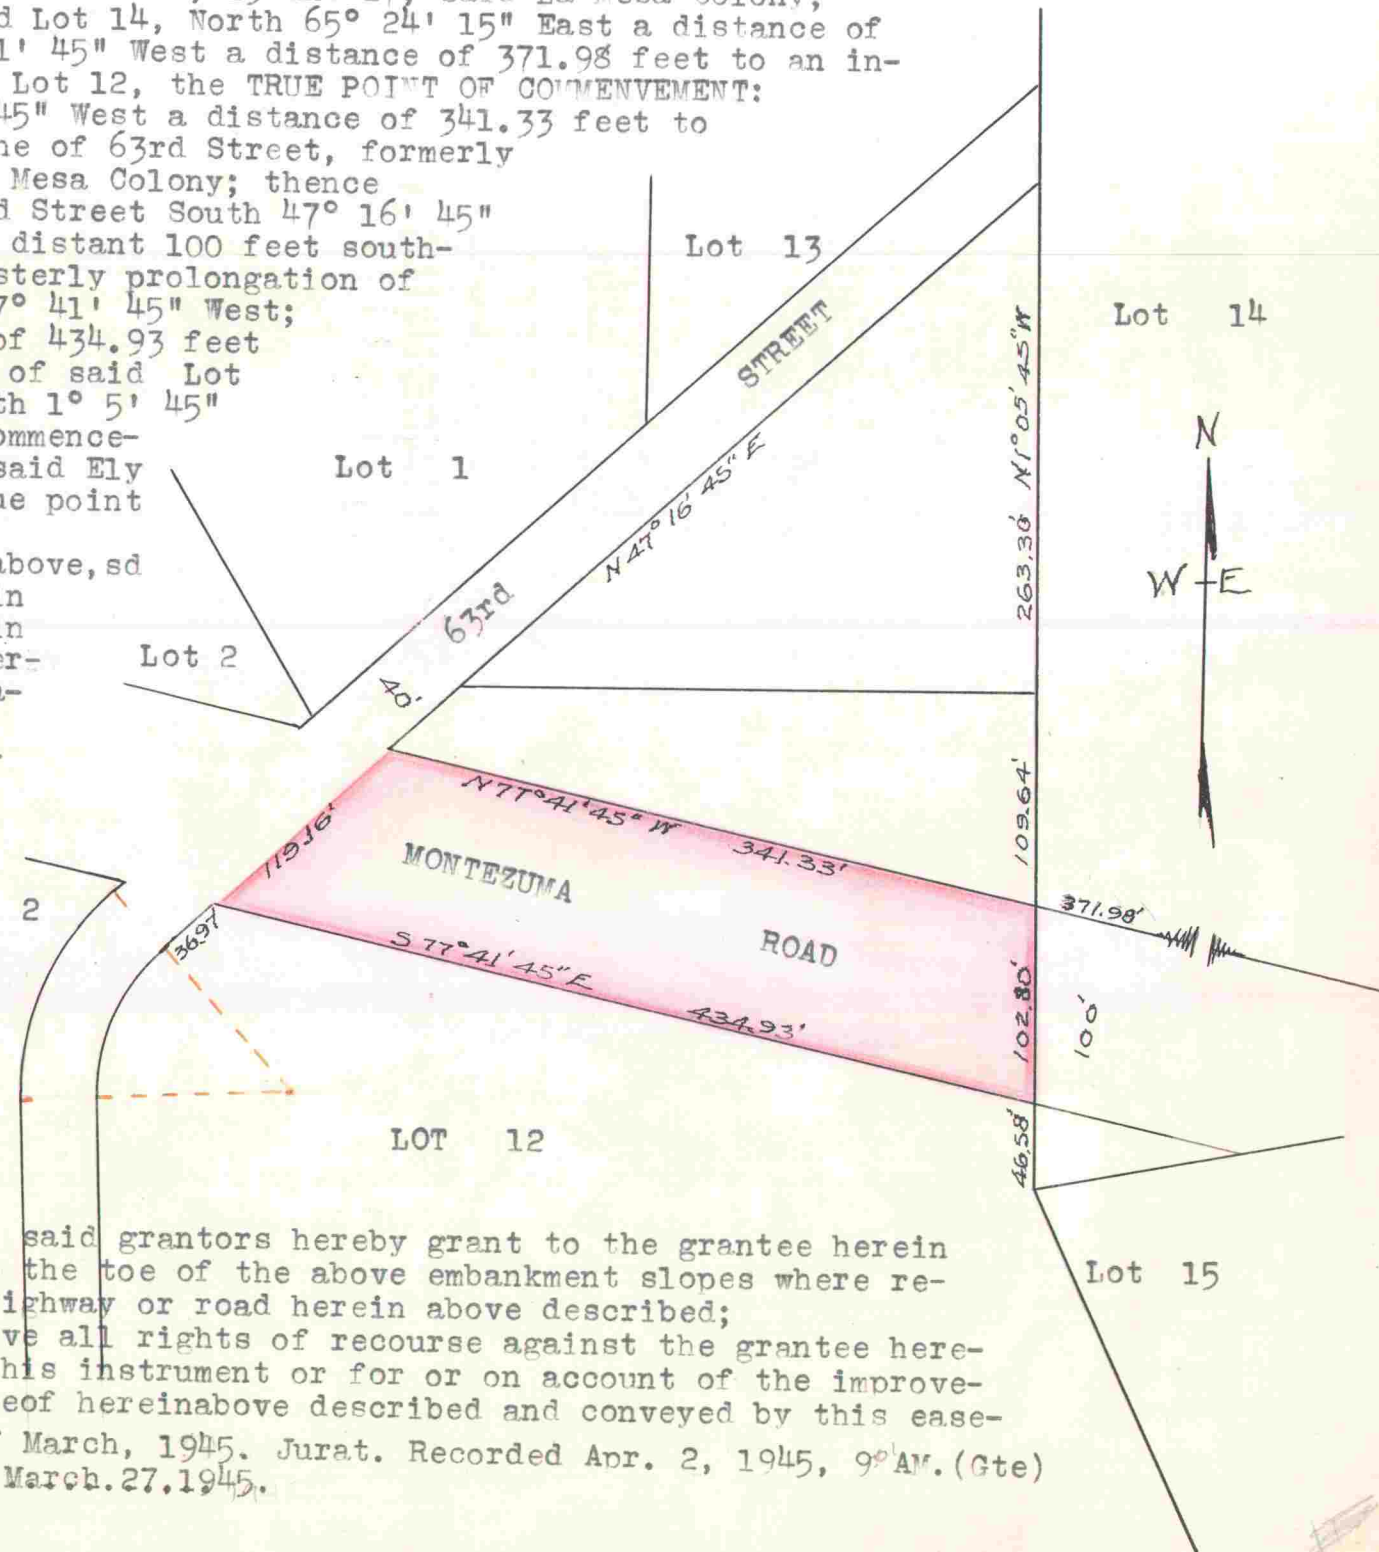 d Lot 14, North 65° 24' 15" East a distance of
1' 45" West a distance of 371.98 feet to an in-
Lot 12, the TRUE POINT OF COMMENVEMENT:
45" West a distance of 341.33 feet to
ne of 63rd Street, formerly
Mesa Colony; thence
d Street South 47° 16' 45"
distant 100 feet south-
sterly prolongation of
7° 41' 45" West;
of 434.93 feet
of said Lot
th 1° 5' 45"
ommence-
said Ely
he point
above, sd
in
in
er-
a-
Lot 13
Lot 14
STREET
263.30' N1°05'45"W
N
W E
Lot 1
N 47° 16' 45" E
63rd
Lot 2
40'
N 77° 41' 45" W
341.33'
109.64'
119.16'
MONTEZUMA
ROAD
371.98'
2
36.97
S 77° 41' 45" E
434.93'
102.80'
100'
46.58'
LOT 12
said grantors hereby grant to the grantee herein
the toe of the above embankment slopes where re-
ighway or road herein above described;
ve all rights of recourse against the grantee here-
his instrument or for or on account of the improve-
eof hereinabove described and conveyed by this ease-
March, 1945. Jurat. Recorded Apr. 2, 1945, 9⁰⁰ AM. (Gte)
March.27.1945.
Lot 15